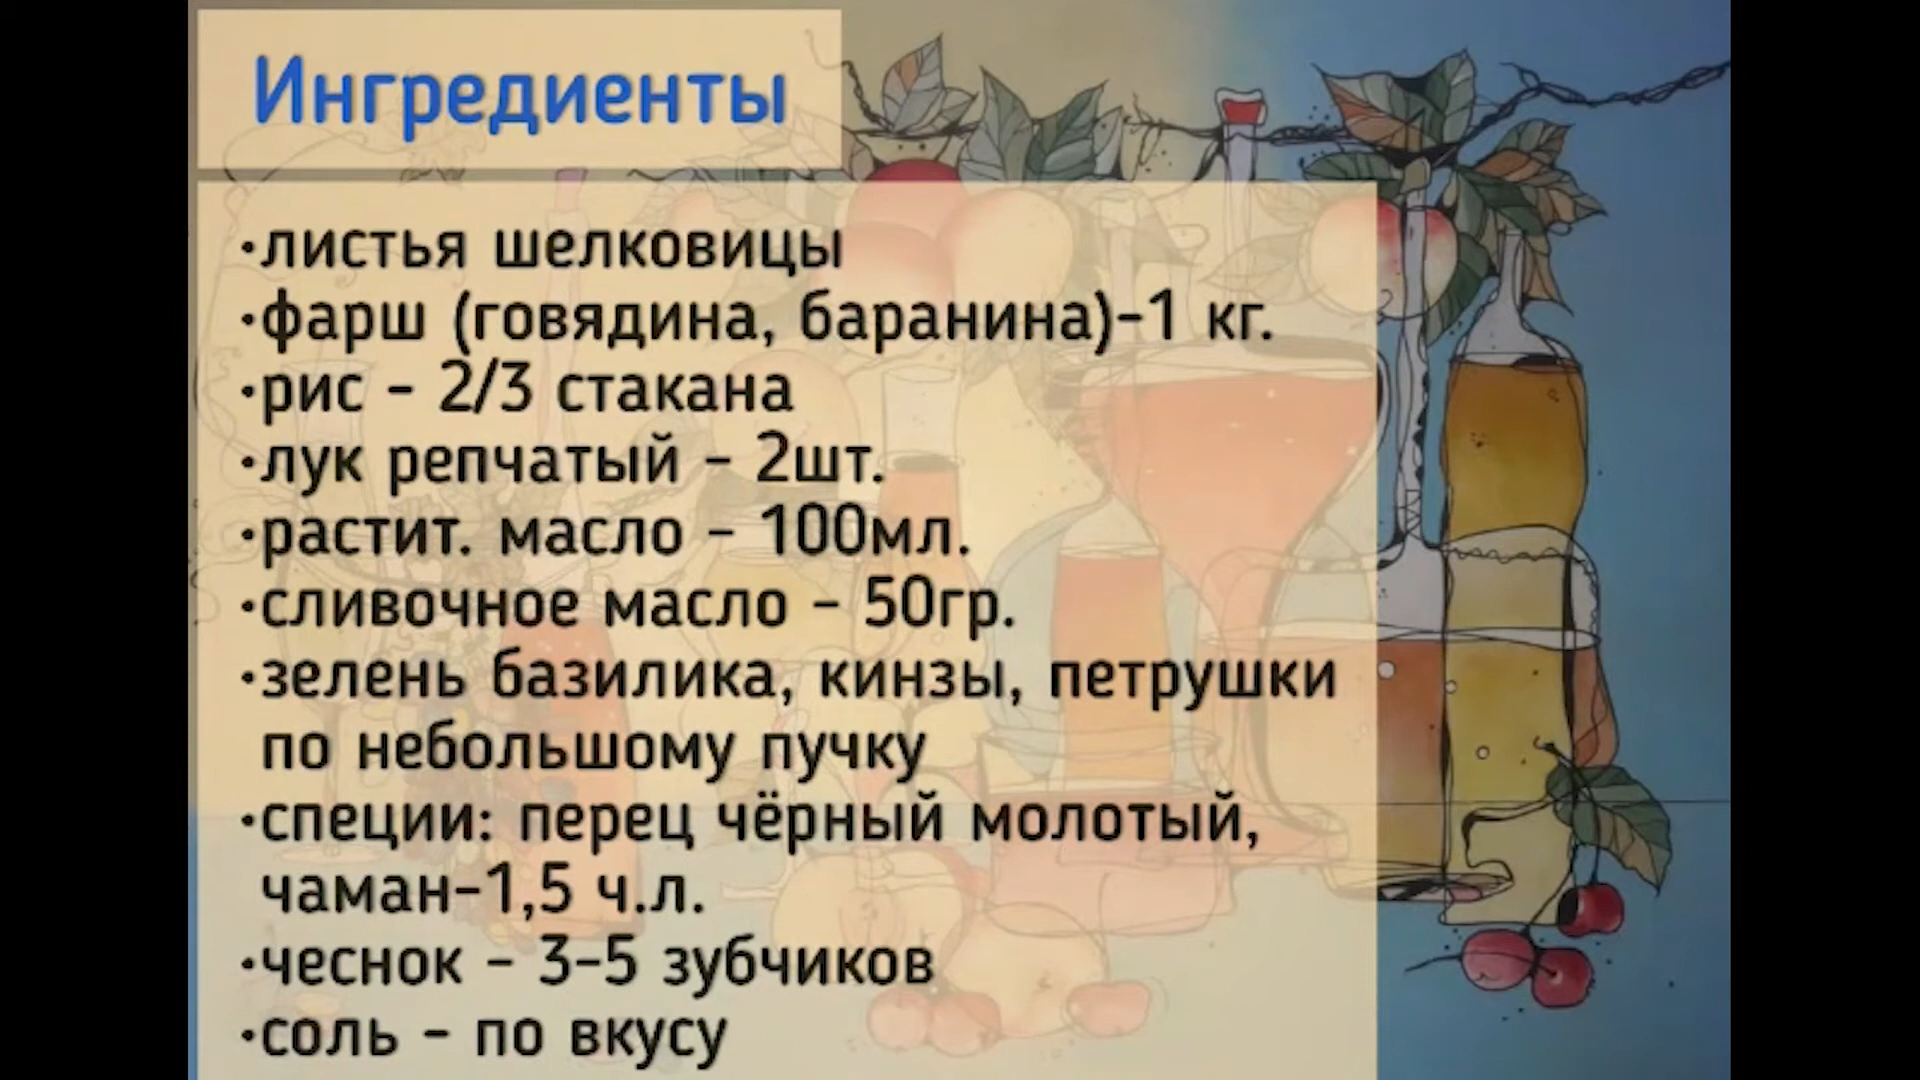 Ингредиенты
·листья шелковицы
·фарш (говядина, баранина)-1 кг.
·рис - 2/3 стакана
·лук репчатый - 2шт.
·растит. масло - 100мл.
·сливочное масло - 50гр.
·зелень базилика, кинзы, петрушки
по небольшому пучку
·специи: перец чёрный молотый,
чаман-1,5 ч.л.
·чеснок - 3-5 зубчиков
·соль - по вкусу